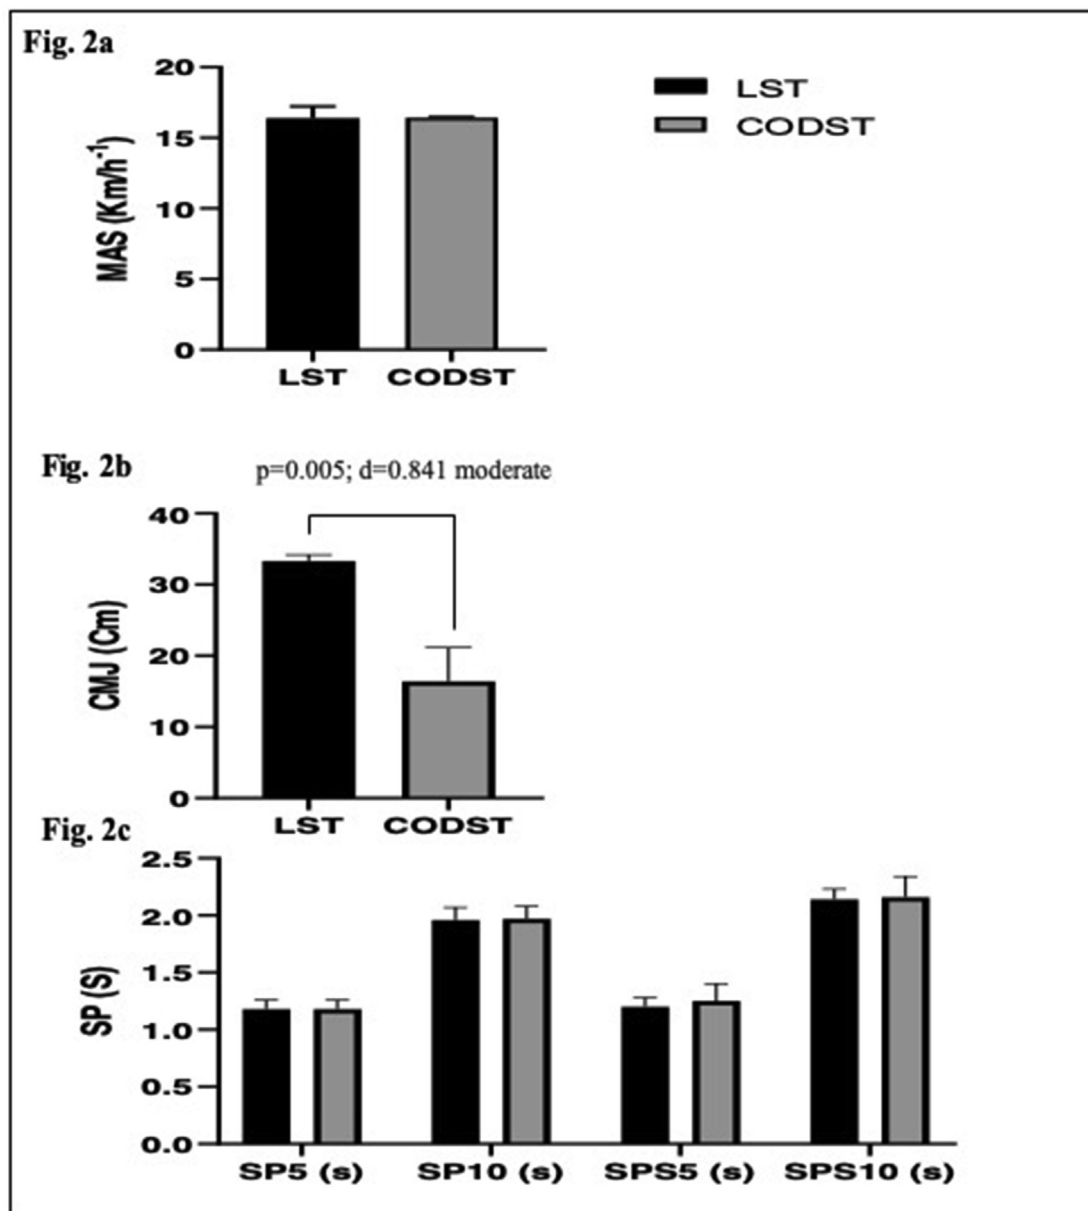 Fig. 2a
20
15
10
5
0
MAS (Km/h⁻¹)
LST CODST
LST
CODST
Fig. 2b
p=0.005; d=0.841 moderate
40
30
20
10
0
CMJ (Cm)
LST CODST
Fig. 2c
2.5
2.0
1.5
1.0
0.5
0.0
SP (S)
SP5 (s) SP10 (s) SPS5 (s) SPS10 (s)